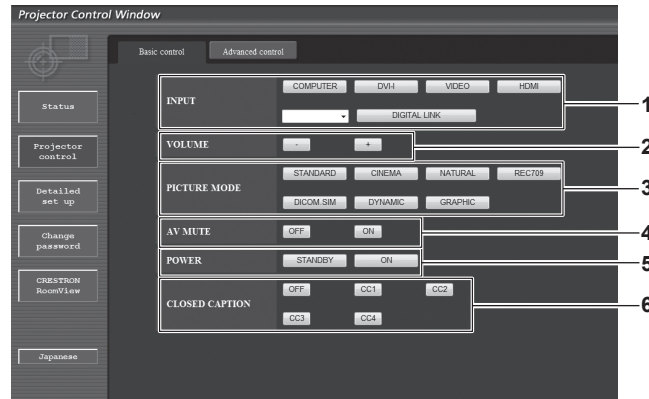 Projector Control Window
Basic control Advanced control
Status
Projector
control
Detailed
set up
Change
password
CRESTRON
RoomView
Japanese
INPUT COMPUTER DVI-I VIDEO HDMI
DIGITAL LINK
1
VOLUME - +
2
PICTURE MODE STANDARD CINEMA NATURAL REC709
DICOM.SIM DYNAMIC GRAPHIC
3
AV MUTE OFF ON
4
POWER STANDBY ON
5
CLOSED CAPTION OFF CC1 CC2
CC3 CC4
6